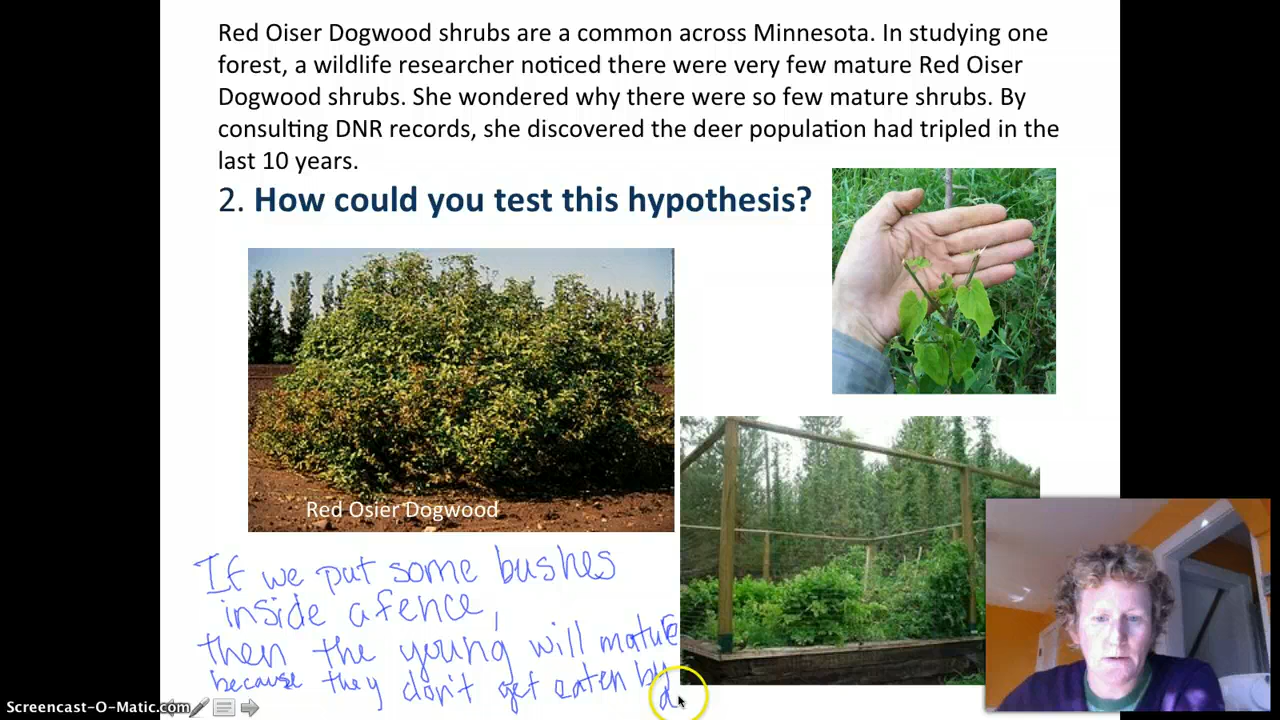 Red Oiser Dogwood shrubs are a common across Minnesota. In studying one
forest, a wildlife researcher noticed there were very few mature Red Oiser
Dogwood shrubs. She wondered why there were so few mature shrubs. By
consulting DNR records, she discovered the deer population had tripled in the
last 10 years.
2. How could you test this hypothesis?
Red Osier Dogwood
If we put some bushes
inside a fence,
then the young will mature
because they don't get eaten by
d
Screencast-O-Matic.com